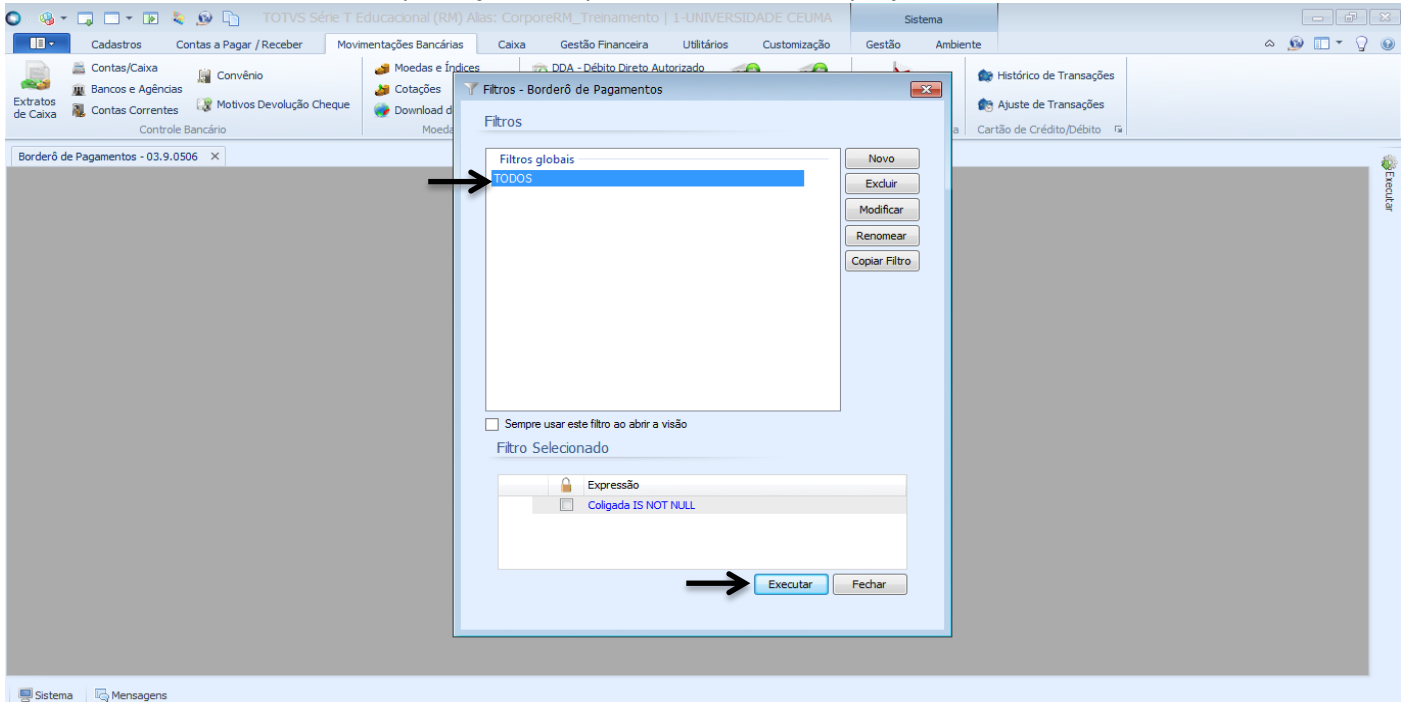 TOTVS Série T Educacional (RM) Alas: CorporeRM_Treinamento | 1-UNIVERSIDADE CEUMA
Sistema
Cadastros Contas a Pagar / Receber Movimentações Bancárias Caixa Gestão Financeira Utilitários Customização Gestão Ambiente
Extratos de Caixa
Contas/Caixa
Bancos e Agências
Contas Correntes
Convênio
Motivos Devolução Cheque
Controle Bancário
Moedas e Índices
Cotações
Download d
Moeda
DDA - Débito Direto Autorizado
Histórico de Transações
Ajuste de Transações
a Cartão de Crédito/Débito
Borderô de Pagamentos - 03.9.0506
Executar
Filtros - Borderô de Pagamentos
Filtros
Filtros globais
TODOS
Novo
Excluir
Modificar
Renomear
Copiar Filtro
Sempre usar este filtro ao abrir a visão
Filtro Selecionado
Expressão
Coligada IS NOT NULL
Executar Fechar
Sistema Mensagens